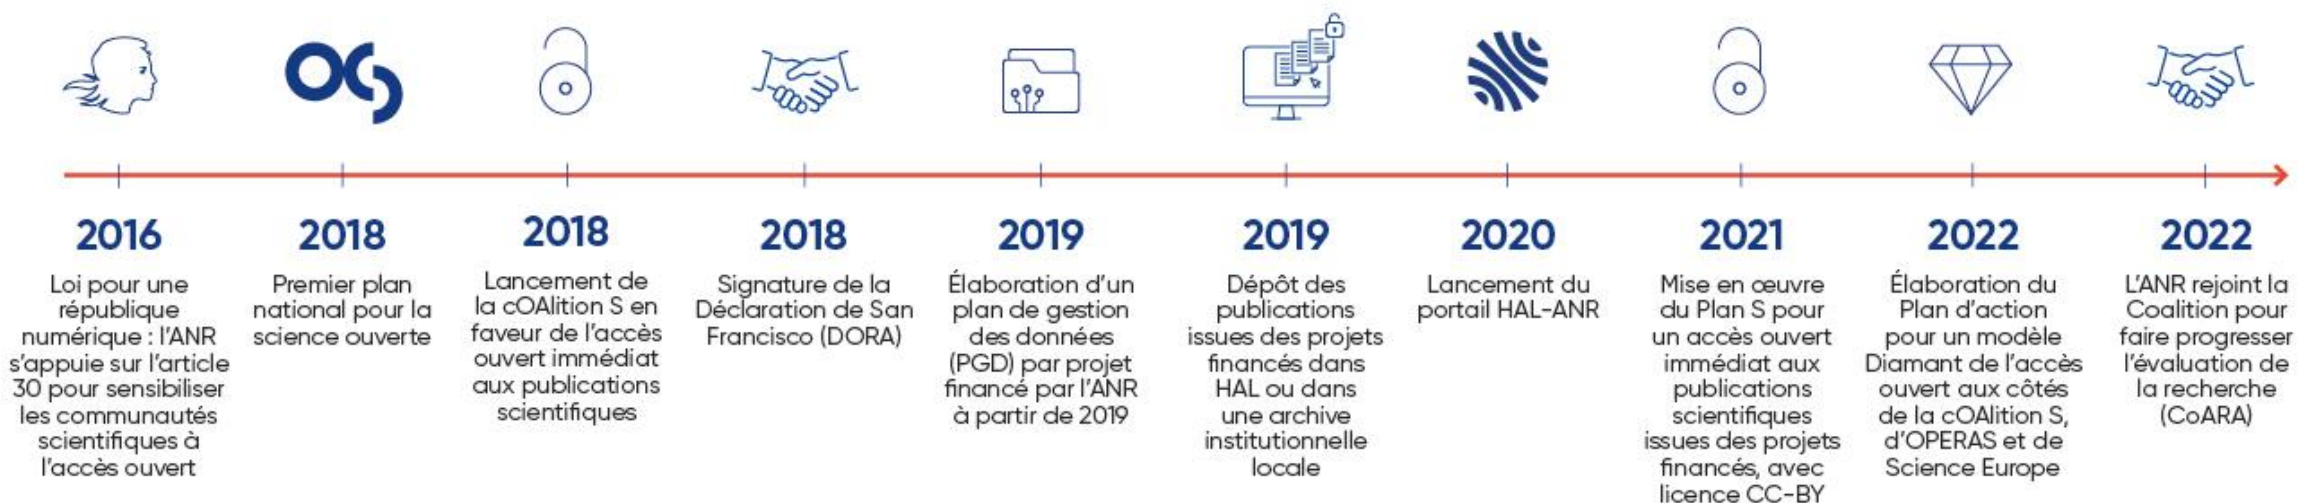 2016
Loi pour une
république
numérique : l'ANR
s'appuie sur l'article
30 pour sensibiliser
les communautés
scientifiques à
l'accès ouvert
2018
Premier plan
national pour la
science ouverte
2018
Lancement de
la cOAlition S en
faveur de l'accès
ouvert immédiat
aux publications
scientifiques
2018
Signature de la
Déclaration de San
Francisco (DORA)
2019
Élaboration d'un
plan de gestion
des données
(PGD) par projet
financé par l'ANR
à partir de 2019
2019
Dépôt des
publications
issues des projets
financés dans
HAL ou dans
une archive
institutionnelle
locale
2020
Lancement du
portail HAL-ANR
2021
Mise en œuvre
du Plan S pour
un accès ouvert
immédiat aux
publications
scientifiques
issues des projets
financés, avec
licence CC-BY
2022
Élaboration du
Plan d'action
pour un modèle
Diamant de l'accès
ouvert aux côtés
de la cOAlition S,
d'OPERAS et de
Science Europe
2022
L'ANR rejoint la
Coalition pour
faire progresser
l'évaluation de
la recherche
(CoARA)